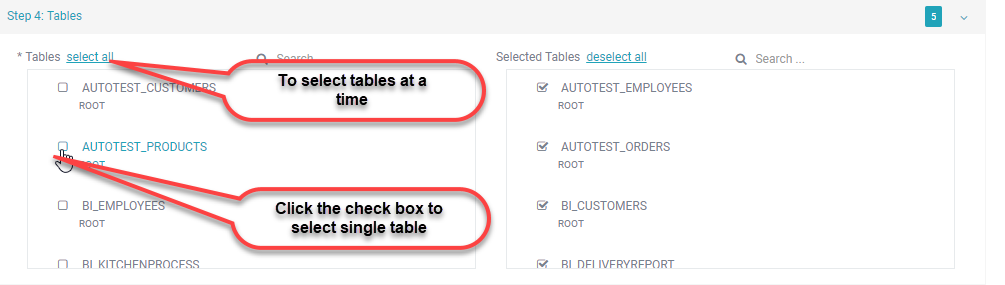 Step 4: Tables
5
* Tables select all
Search
Selected Tables deselect all
Search ...
To select tables at a
time
AUTOTEST_CUSTOMERS
ROOT
AUTOTEST_PRODUCTS
ROOT
Click the check box to
select single table
BI_EMPLOYEES
ROOT
BI_KITCHENPROCESS
AUTOTEST_EMPLOYEES
ROOT
AUTOTEST_ORDERS
ROOT
BI_CUSTOMERS
ROOT
BI_DELIVERYREPORT